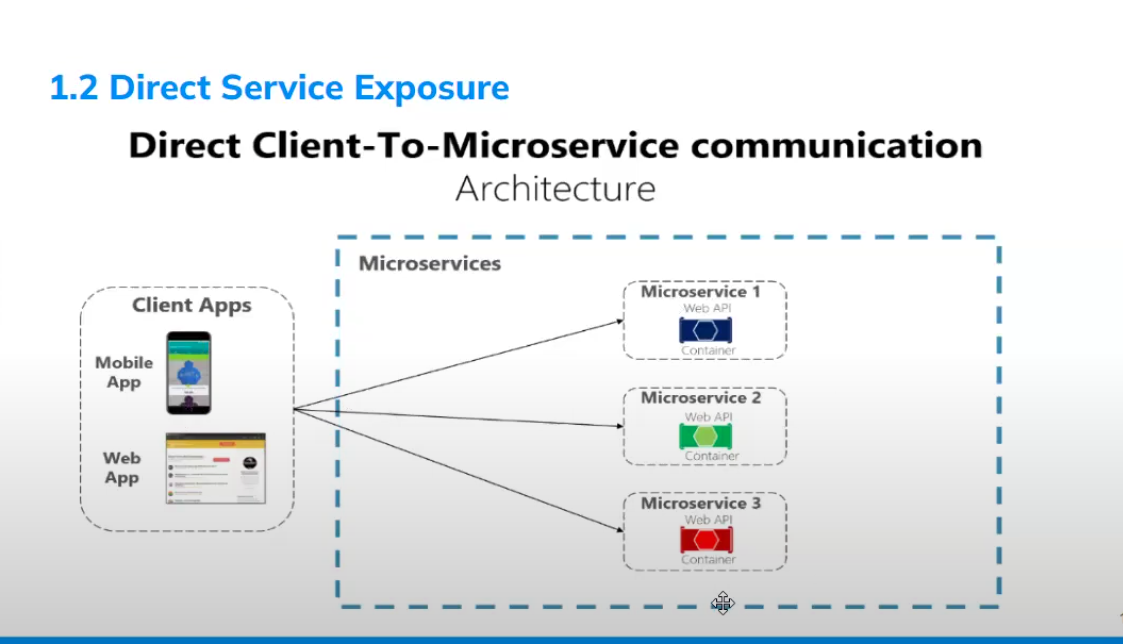 1.2 Direct Service Exposure
Direct Client-To-Microservice communication
Architecture
Microservices
Client Apps
Mobile
App
Web
App
Microservice 1
Web API
Container
Microservice 2
Web API
Container
Microservice 3
Web API
Container